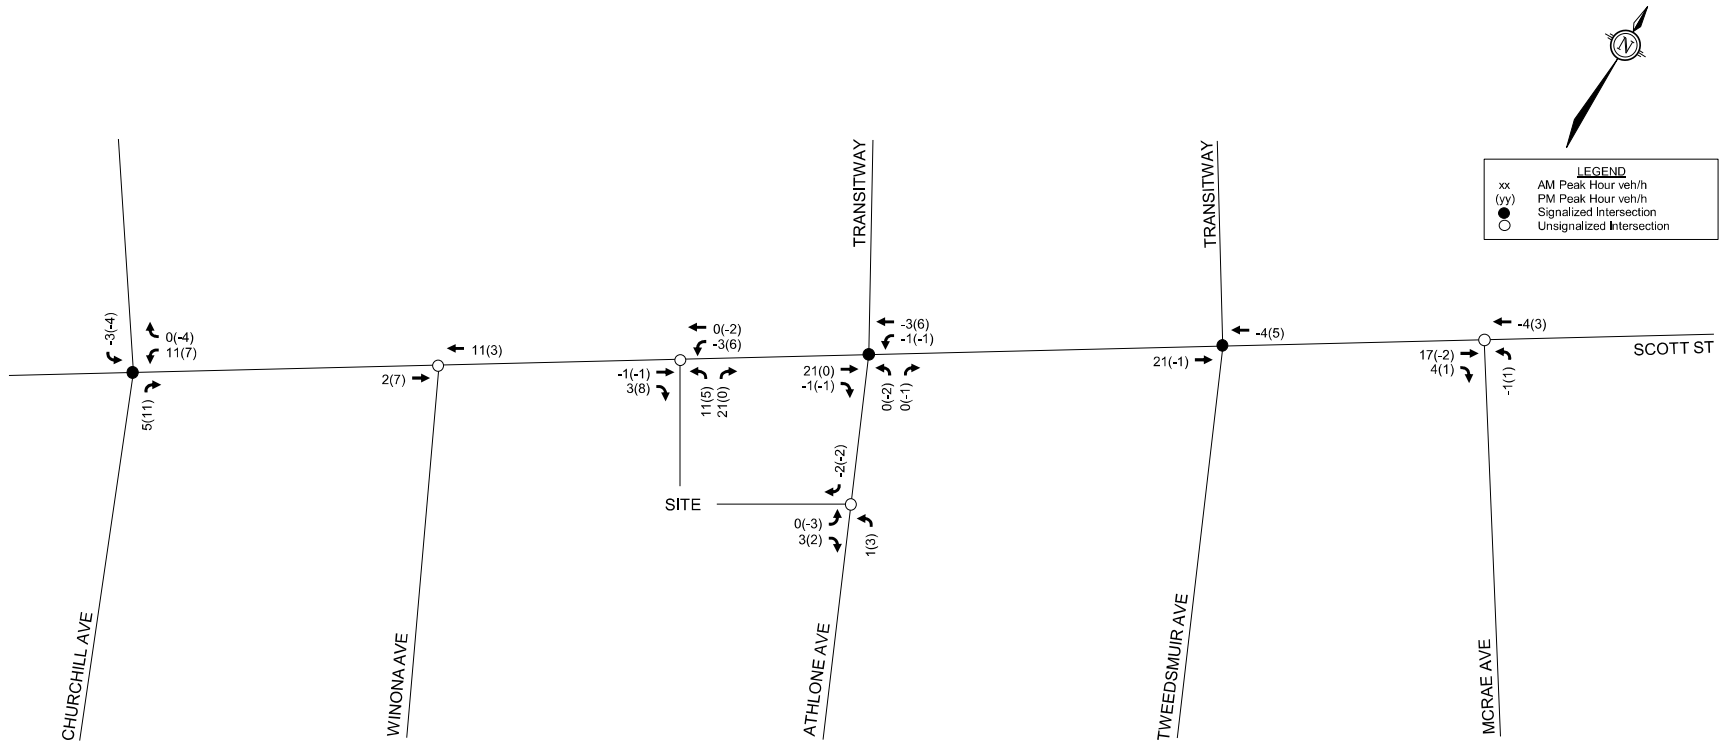 N
LEGEND
xx AM Peak Hour veh/h
(yy) PM Peak Hour veh/h
Signalized Intersection
Unsignalized Intersection
TRANSITWAY
TRANSITWAY
-3(-4)
0(-4)
11(7)
5(11)
11(3)
2(7)
0(-2)
-3(6)
-1(-1)
3(8)
11(5)
21(0)
-3(6)
-1(-1)
21(0)
-1(-1)
0(-2)
0(-1)
-4(5)
21(-1)
-4(3)
17(-2)
4(1)
-1(1)
SCOTT ST
-2(-2)
SITE
0(-3)
3(2)
1(3)
CHURCHILL AVE
WINONA AVE
ATHLONE AVE
TWEEDSMUIR AVE
MCRAE AVE